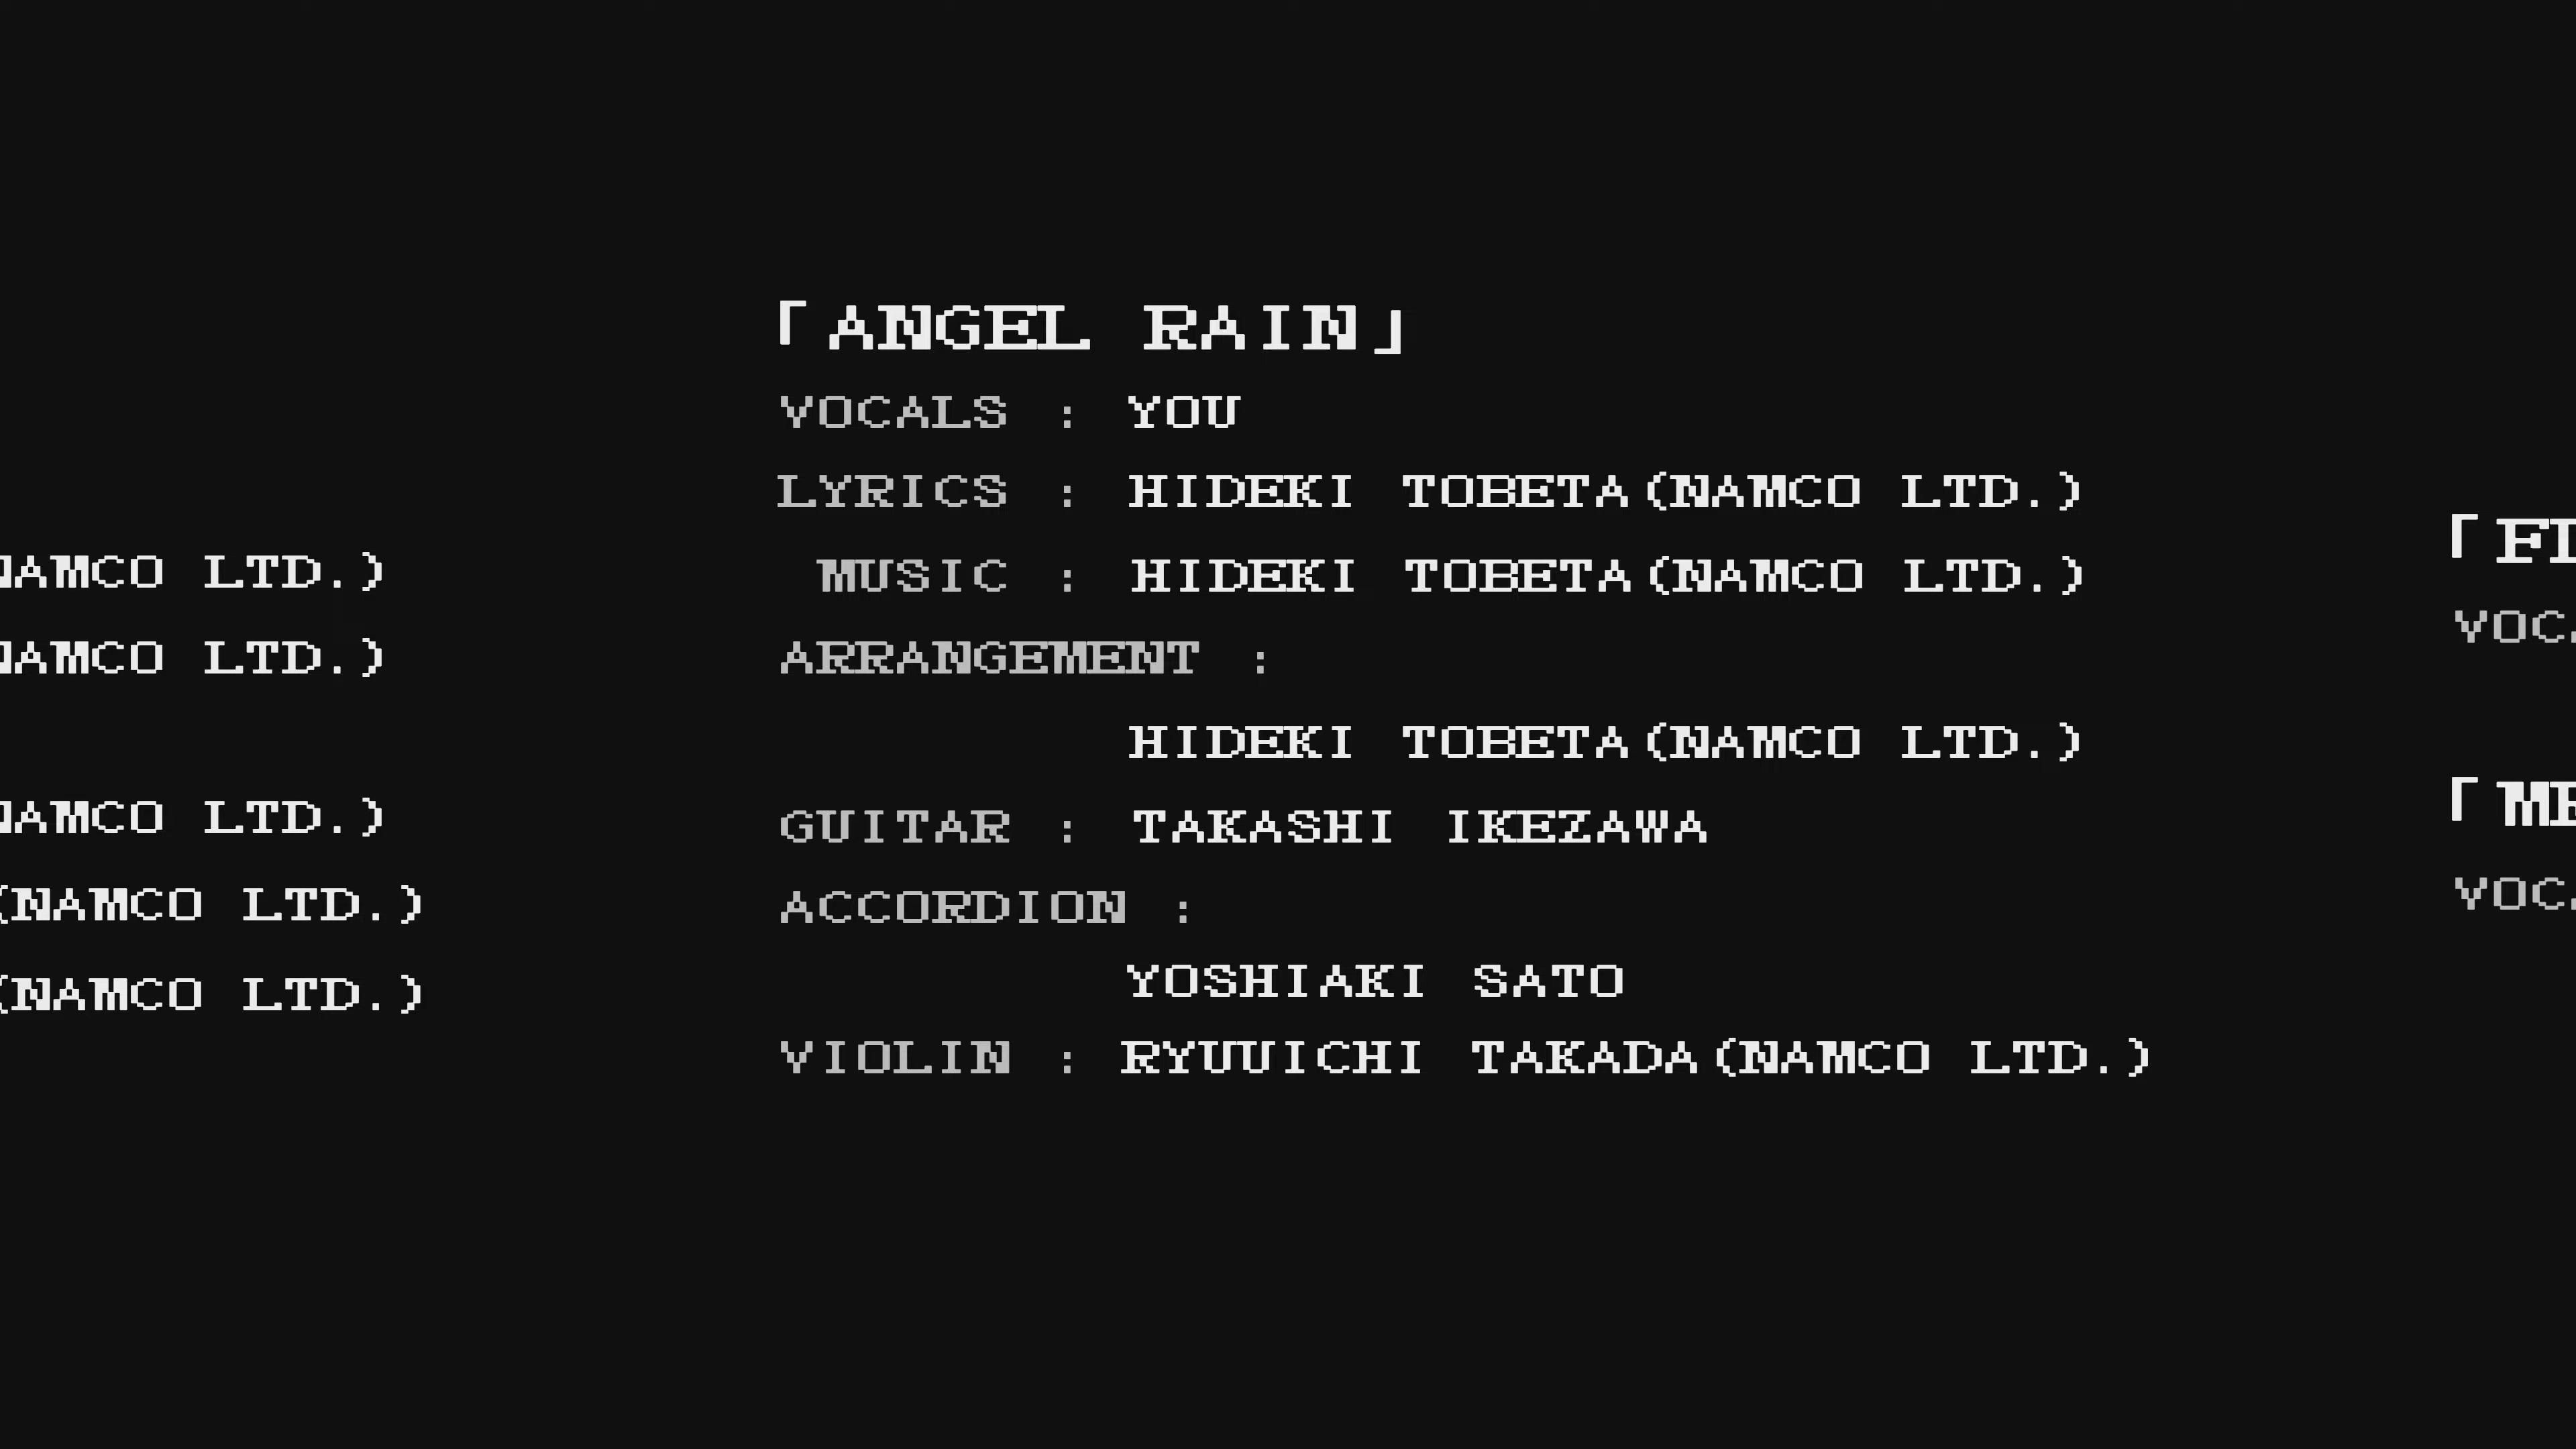 NAMCO LTD.)
NAMCO LTD.)
NAMCO LTD.)
(NAMCO LTD.)
(NAMCO LTD.)
「ANGEL RAIN」
VOCALS : YOU
LYRICS : HIDEKI TOBETA(NAMCO LTD.)
MUSIC : HIDEKI TOBETA(NAMCO LTD.)
ARRANGEMENT :
HIDEKI TOBETA(NAMCO LTD.)
GUITAR : TAKASHI IKEZAWA
ACCORDION :
YOSHIAKI SATO
VIOLIN : RYUUICHI TAKADA(NAMCO LTD.)